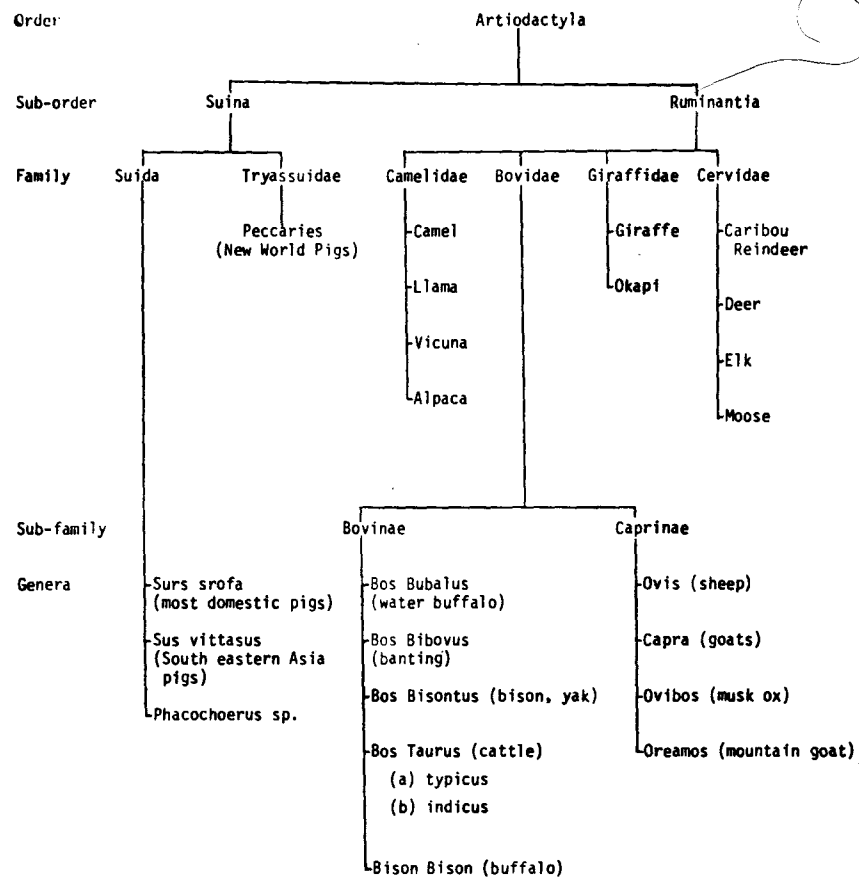 Order Artiodactyla
Sub-order Suina Ruminantia
Family Suida Tryassuidae Camelidae Bovidae Giraffidae Cervidae
Peccaries Camel Giraffe Caribou
(New World Pigs) Reindeer
Llama Okapi Deer
Vicuna Elk
Alpaca Moose
Sub-family Bovinae Caprinae
Genera Surs srofa Bos Bubalus Ovis (sheep)
(most domestic pigs) (water buffalo)
Sus vittasus Bos Bibovus Capra (goats)
(South eastern Asia (banting)
pigs)
Phacochoerus sp. Bos Bisontus (bison, yak) Ovibos (musk ox)
Bos Taurus (cattle) Oreamos (mountain goat)
(a) typicus
(b) indicus
Bison Bison (buffalo)